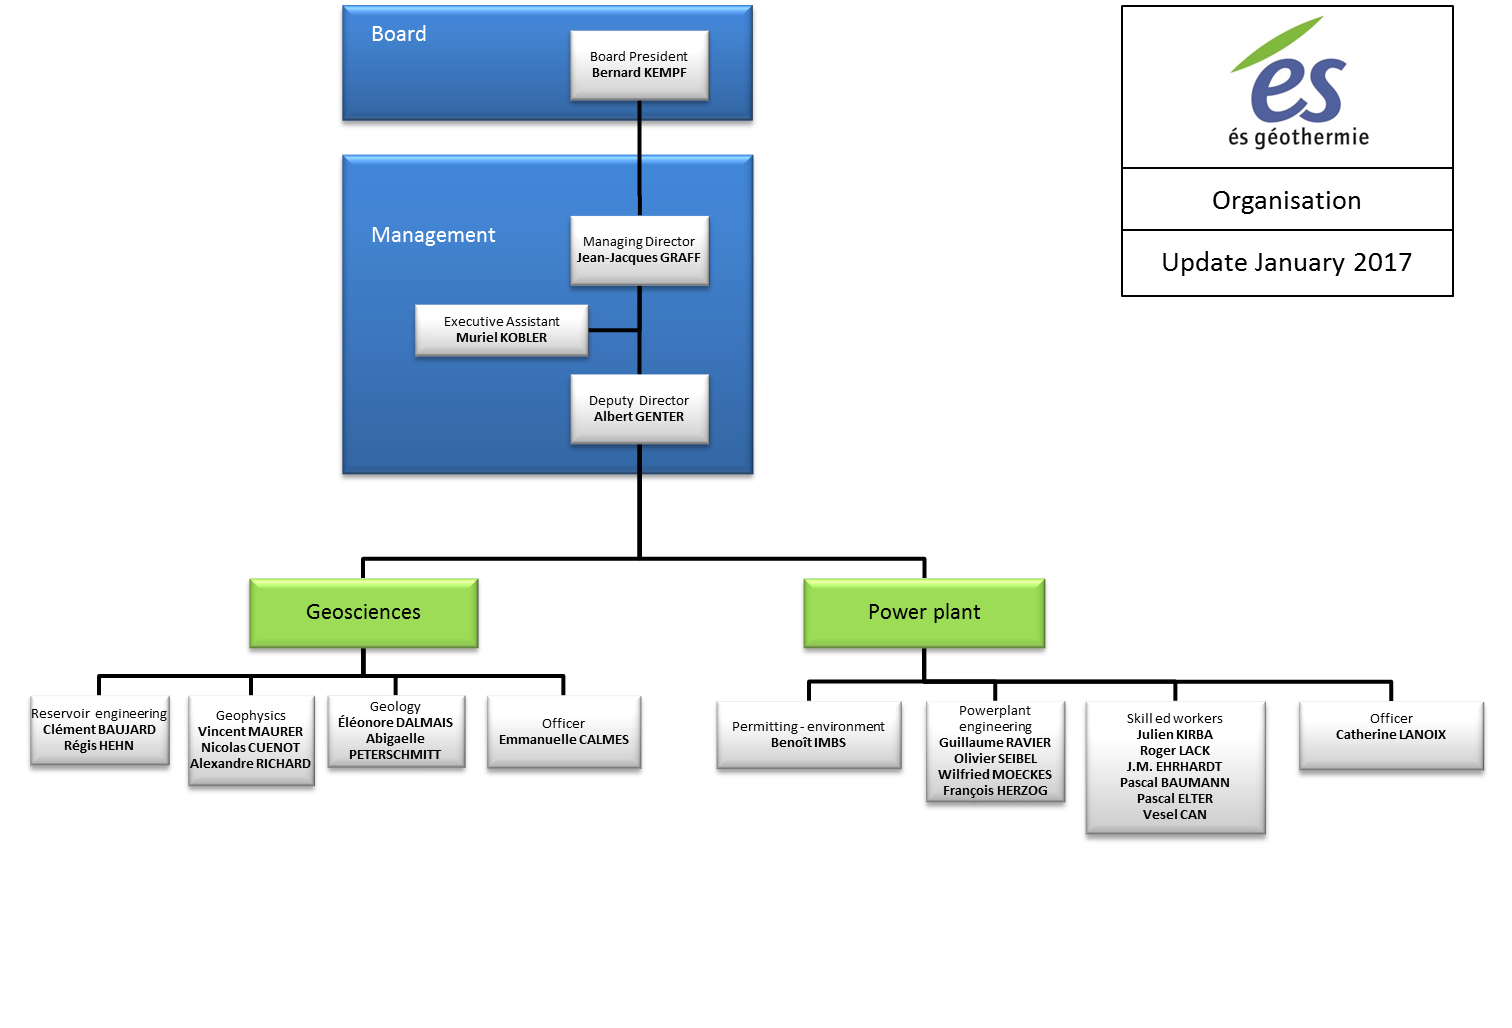 Board
Board President
Bernard KEMPF
és
és géothermie
Organisation
Update January 2017
Management
Managing Director
Jean-Jacques GRAFF
Executive Assistant
Muriel KOBLER
Deputy Director
Albert GENTER
Geosciences
Power plant
Reservoir engineering
Clément BAUJARD
Régis HEHN
Geophysics
Vincent MAURER
Nicolas CUENOT
Alexandre RICHARD
Geology
Éléonore DALMAIS
Abigaelle
PETERSCHMITT
Officer
Emmanuelle CALMES
Permitting - environment
Benoît IMBS
Powerplant
engineering
Guillaume RAVIER
Olivier SEIBEL
Wilfried MOECKES
François HERZOG
Skilled workers
Julien KIRBA
Roger LACK
J.M. EHRHARDT
Pascal BAUMANN
Pascal ELTER
Vesel CAN
Officer
Catherine LANOIX